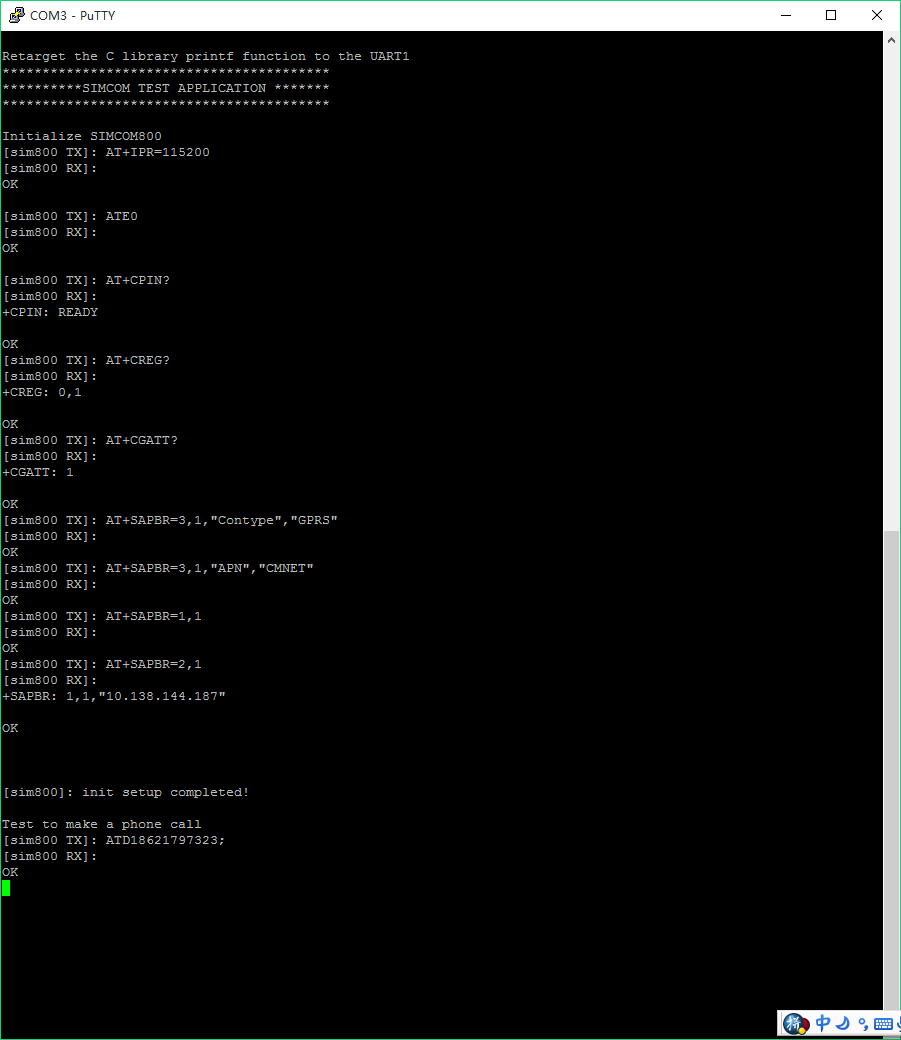 COM3 - PuTTY
Retarget the C library printf function to the UART1
*****************************************
**********SIMCOM TEST APPLICATION *******
*****************************************
Initialize SIMCOM800
[sim800 TX]: AT+IPR=115200
[sim800 RX]:
OK
[sim800 TX]: ATE0
[sim800 RX]:
OK
[sim800 TX]: AT+CPIN?
[sim800 RX]:
+CPIN: READY
OK
[sim800 TX]: AT+CREG?
[sim800 RX]:
+CREG: 0,1
OK
[sim800 TX]: AT+CGATT?
[sim800 RX]:
+CGATT: 1
OK
[sim800 TX]: AT+SAPBR=3,1,"Contype","GPRS"
[sim800 RX]:
OK
[sim800 TX]: AT+SAPBR=3,1,"APN","CMNET"
[sim800 RX]:
OK
[sim800 TX]: AT+SAPBR=1,1
[sim800 RX]:
OK
[sim800 TX]: AT+SAPBR=2,1
[sim800 RX]:
+SAPBR: 1,1,"10.138.144.187"
OK
[sim800]: init setup completed!
Test to make a phone call
[sim800 TX]: ATD18621797323;
[sim800 RX]:
OK
拼 中